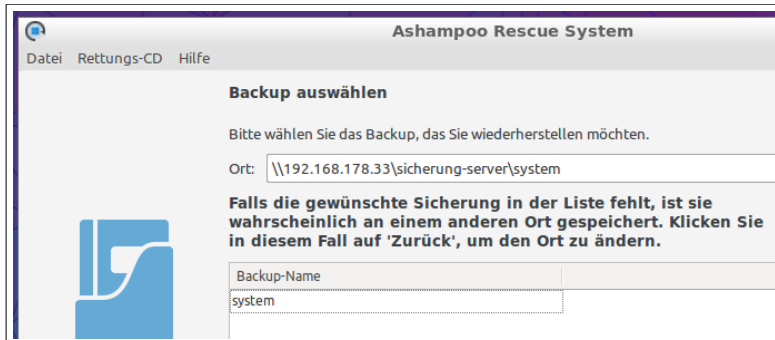 Ashampoo Rescue System
Datei Rettungs-CD Hilfe
Backup auswählen
Bitte wählen Sie das Backup, das Sie wiederherstellen möchten.
Ort: \\192.168.178.33\sicherung-server\system
Falls die gewünschte Sicherung in der Liste fehlt, ist sie
wahrscheinlich an einem anderen Ort gespeichert. Klicken Sie
in diesem Fall auf 'Zurück', um den Ort zu ändern.
Backup-Name
system